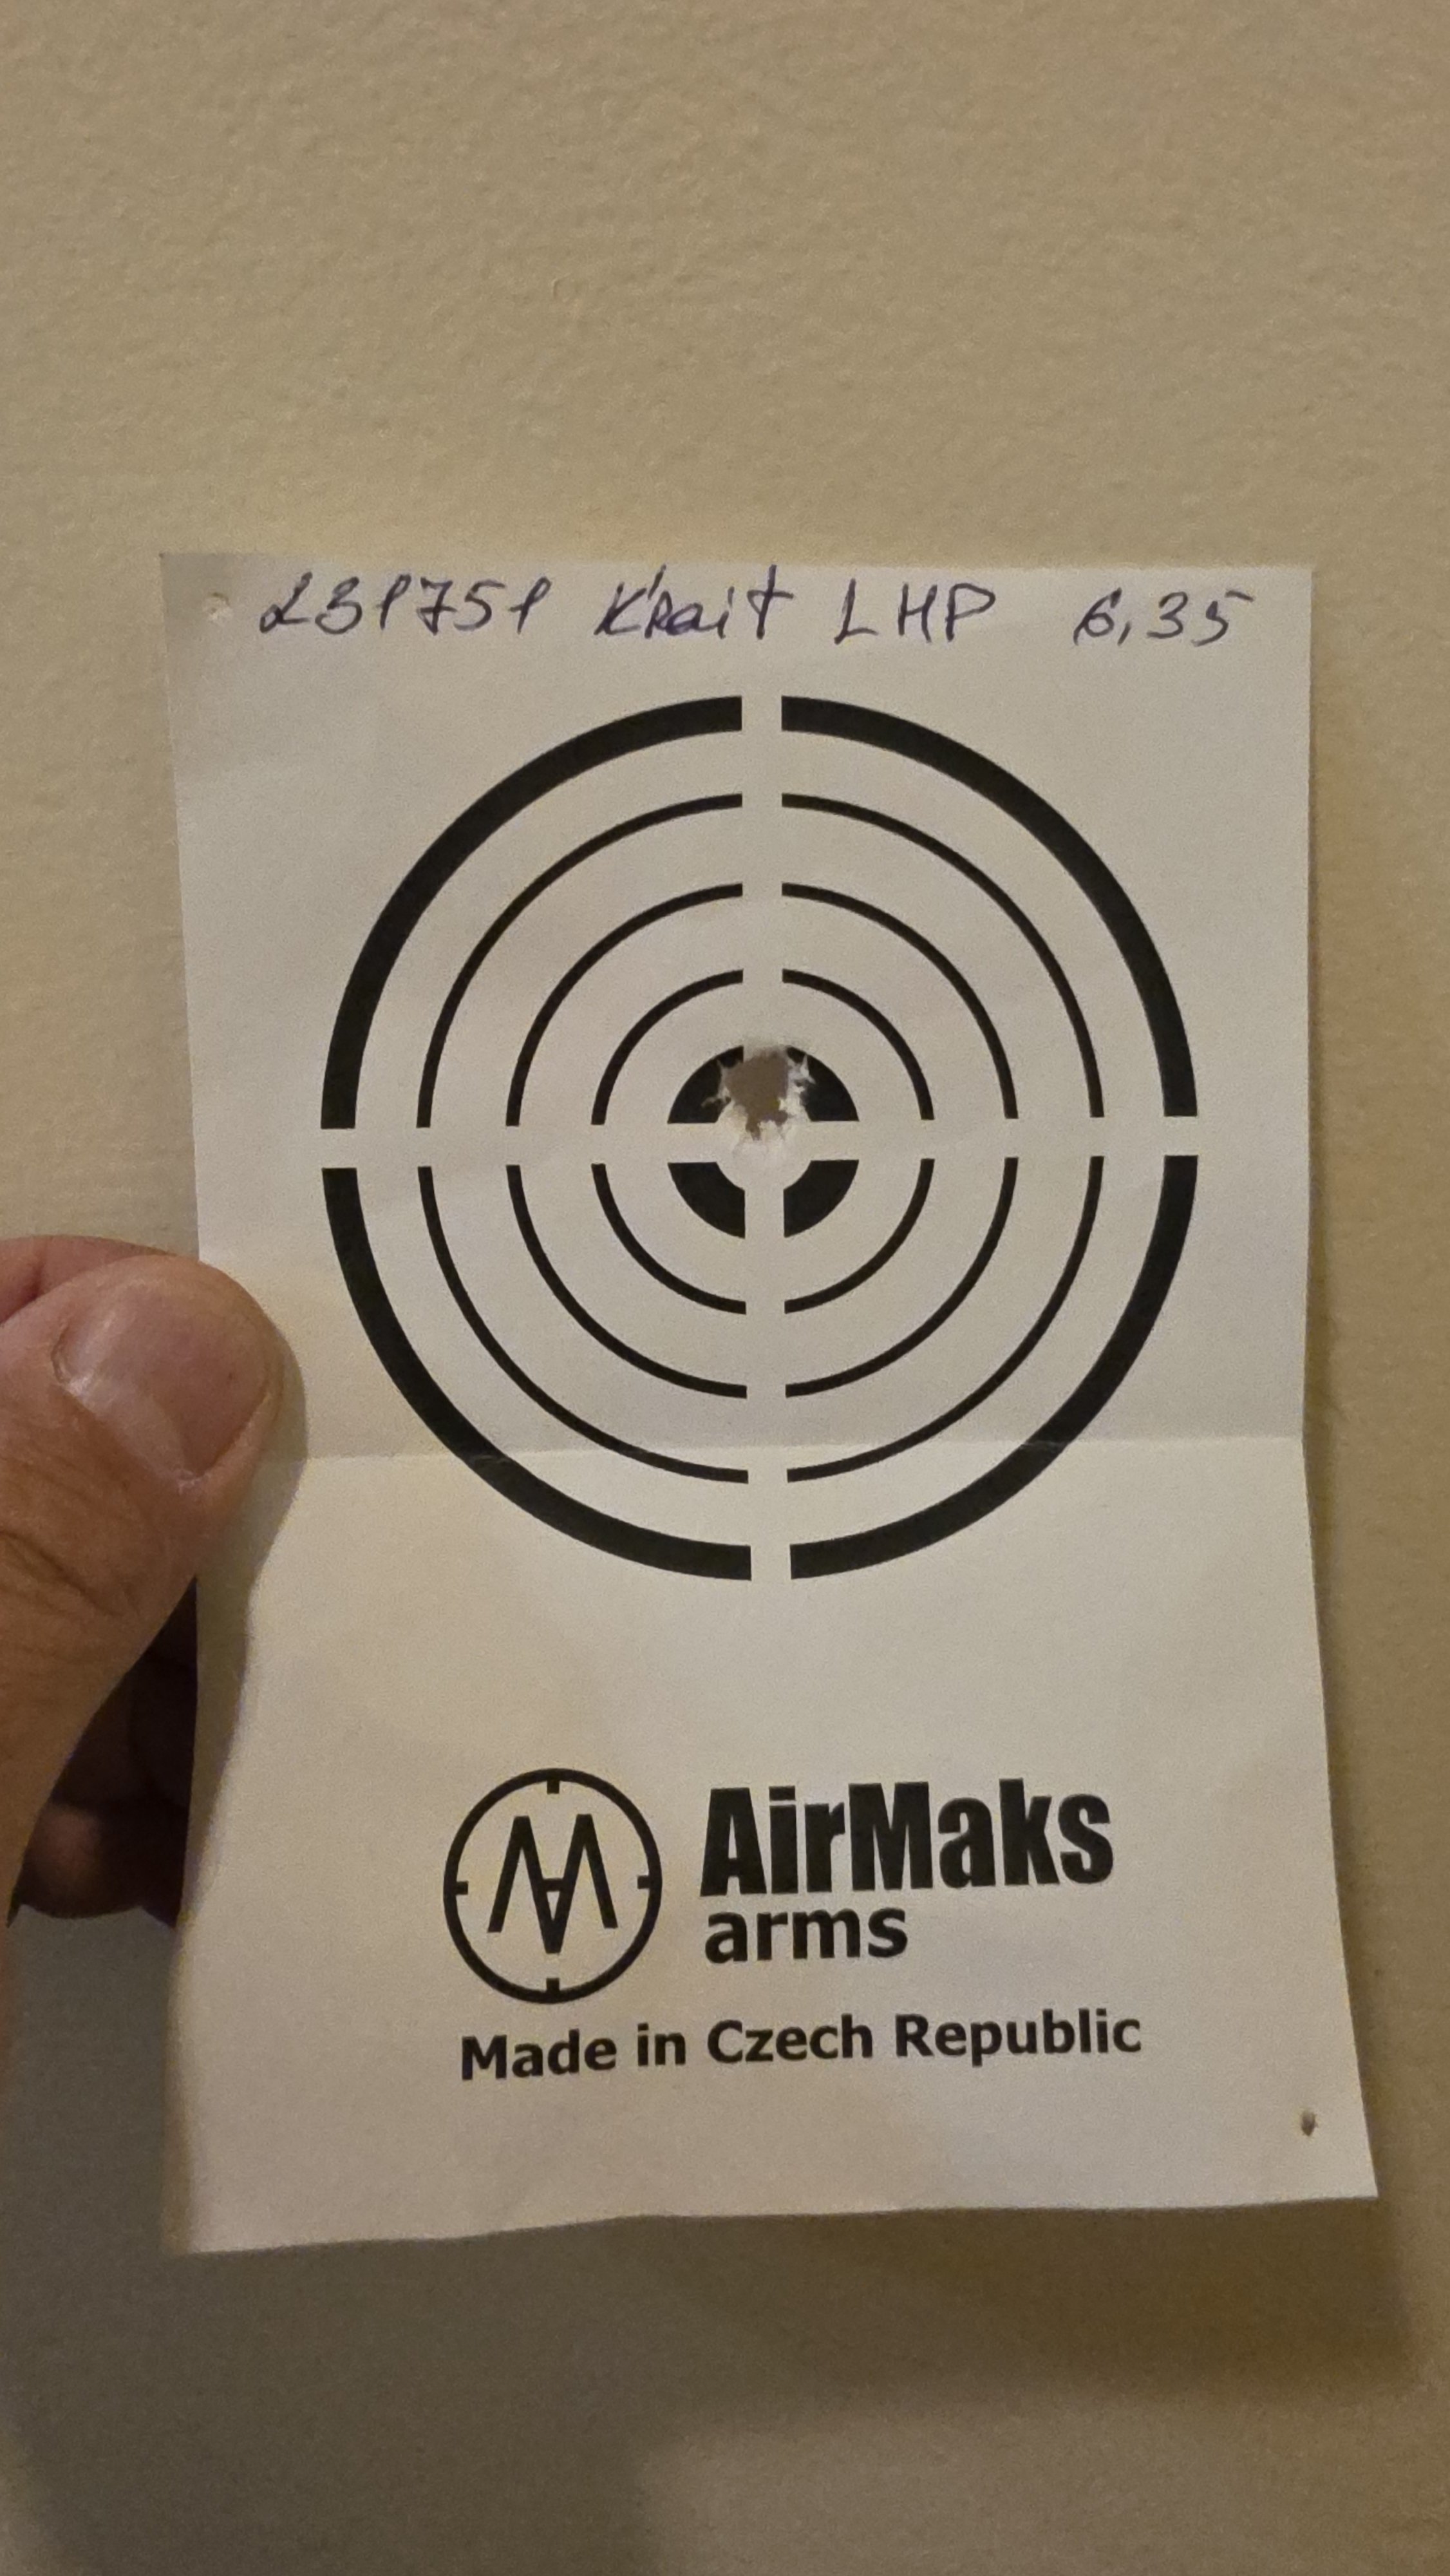 231751 Krait LHP 6,35
AirMaks
arms
Made in Czech Republic